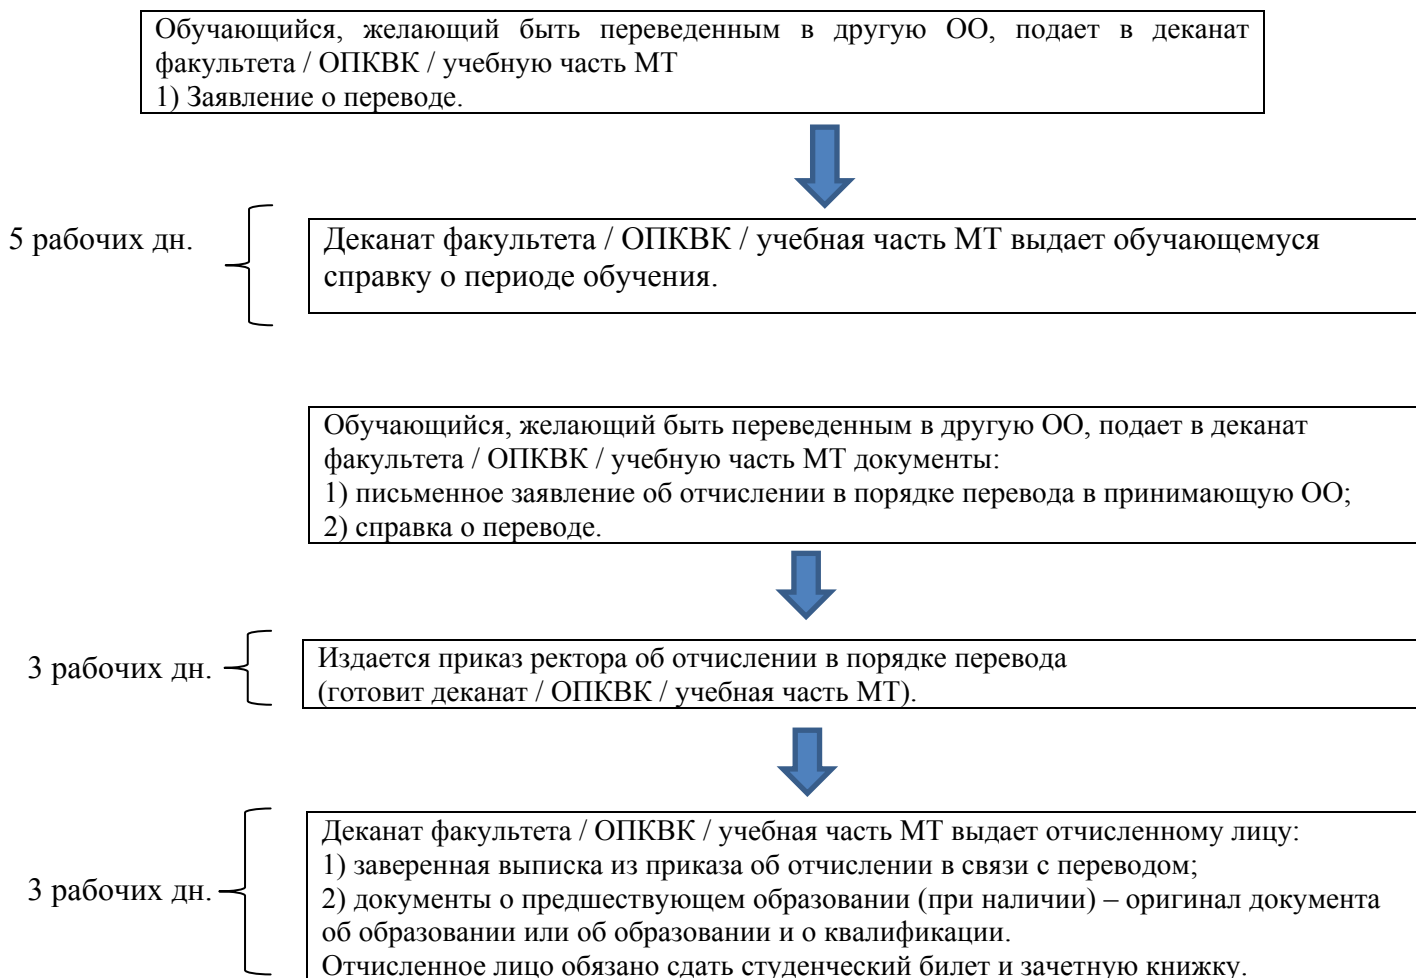 Обучающийся, желающий быть переведенным в другую ОО, подает в деканат
факультета / ОПКВК / учебную часть МТ
1) Заявление о переводе.
5 рабочих дн.
Деканат факультета / ОПКВК / учебная часть МТ выдает обучающемуся
справку о периоде обучения.
Обучающийся, желающий быть переведенным в другую ОО, подает в деканат
факультета / ОПКВК / учебную часть МТ документы:
1) письменное заявление об отчислении в порядке перевода в принимающую ОО;
2) справка о переводе.
3 рабочих дн.
Издается приказ ректора об отчислении в порядке перевода
(готовит деканат / ОПКВК / учебная часть МТ).
3 рабочих дн.
Деканат факультета / ОПКВК / учебная часть МТ выдает отчисленному лицу:
1) заверенная выписка из приказа об отчислении в связи с переводом;
2) документы о предшествующем образовании (при наличии) – оригинал документа
об образовании или об образовании и о квалификации.
Отчисленное лицо обязано сдать студенческий билет и зачетную книжку.